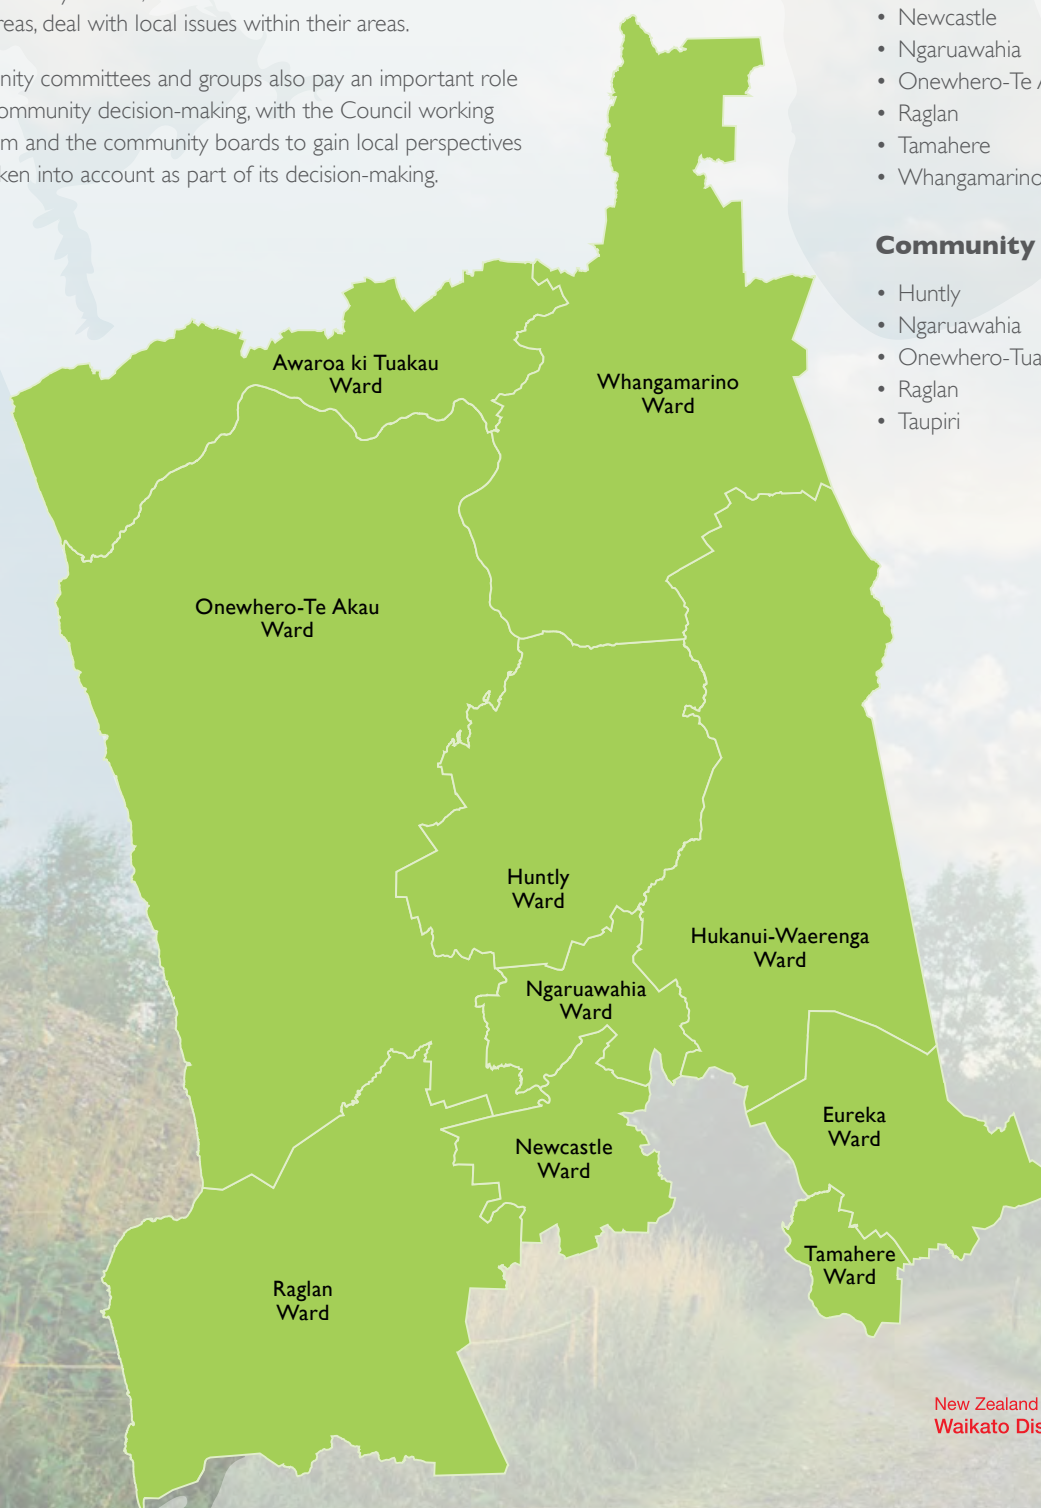 reas, deal with local issues within their areas.
nity committees and groups also pay an important role
ommunity decision-making, with the Council working
m and the community boards to gain local perspectives
ken into account as part of its decision-making.
• Newcastle
• Ngaruawahia
• Onewhero-Te
• Raglan
• Tamahere
• Whangamarino
Community
• Huntly
• Ngaruawahia
• Onewhero-Tua
• Raglan
• Taupiri
Awaroa ki Tuakau
Ward
Whangamarino
Ward
Onewhero-Te Akau
Ward
Huntly
Ward
Hukanui-Waerenga
Ward
Ngaruawahia
Ward
Eureka
Ward
Newcastle
Ward
Tamahere
Ward
Raglan
Ward
New Zealand
Waikato Dis